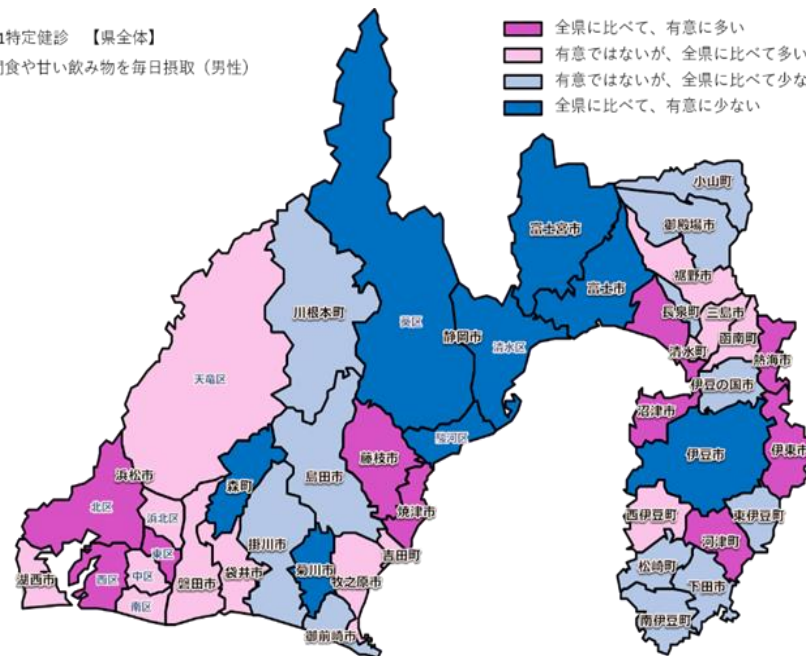 1特定健診 【県全体】
間食や甘い飲み物を毎日摂取（男性）
全県に比べて、有意に多い
有意ではないが、全県に比べて多い
有意ではないが、全県に比べて少な
全県に比べて、有意に少ない
小山町
御殿場市
富士宮市
裾野市
富士市
長泉町
三島市
函南町
清水町
熱海市
伊豆の国市
沼津市
伊東市
伊豆市
西伊豆町
東伊豆町
河津町
松崎町
下田市
南伊豆町
川根本町
葵区
静岡市
清水区
駿河区
天竜区
藤枝市
島田市
焼津市
浜松市
森町
北区
浜北区
東区
掛川市
吉田町
湖西市
西区
中区
磐田市
袋井市
菊川市
牧之原市
南区
御前崎市